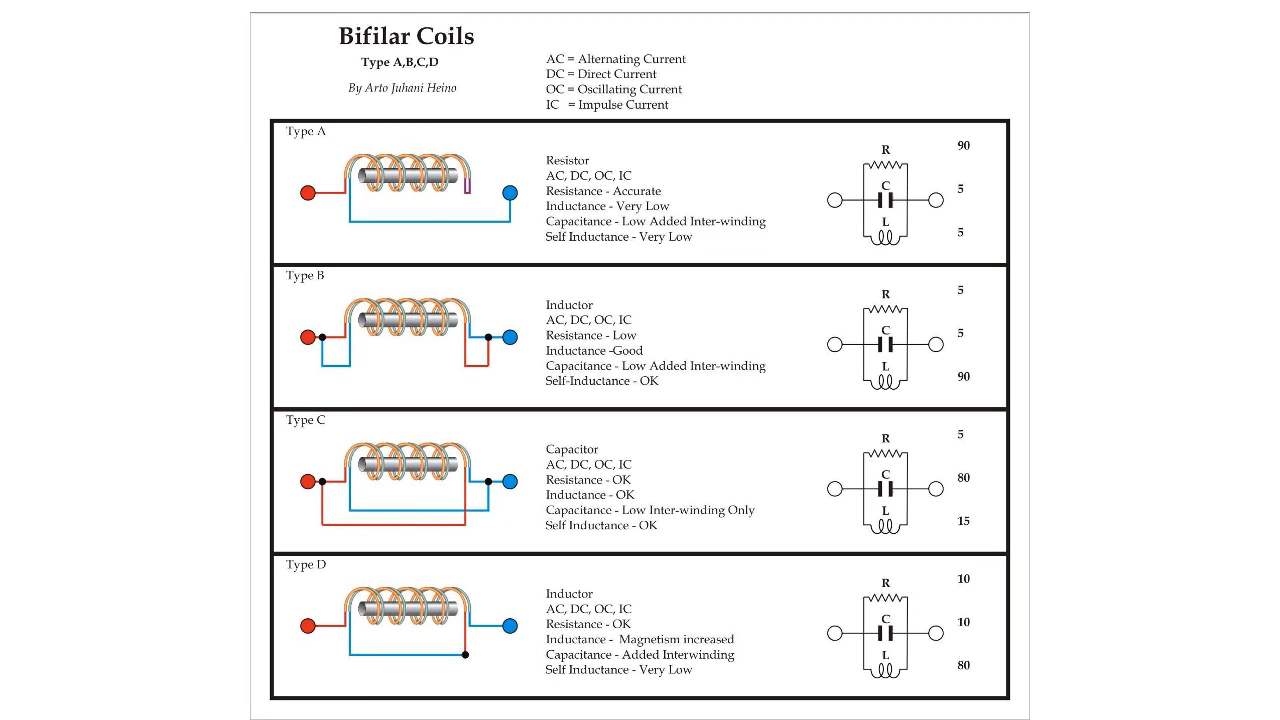 Bifilar Coils
Type A,B,C,D
By Arto Juhani Heino
AC = Alternating Current
DC = Direct Current
OC = Oscillating Current
IC = Impulse Current
Type A
Resistor
AC, DC, OC, IC
Resistance - Accurate
Inductance - Very Low
Capacitance - Low Added Inter-winding
Self Inductance - Very Low
R
C
L
90
5
5
Type B
Inductor
AC, DC, OC, IC
Resistance - Low
Inductance -Good
Capacitance - Low Added Inter-winding
Self-Inductance - OK
R
C
L
5
5
90
Type C
Capacitor
AC, DC, OC, IC
Resistance - OK
Inductance - OK
Capacitance - Low Inter-winding Only
Self Inductance - OK
R
C
L
5
80
15
Type D
Inductor
AC, DC, OC, IC
Resistance - OK
Inductance - Magnetism increased
Capacitance - Added Interwinding
Self Inductance - Very Low
R
C
L
10
10
80